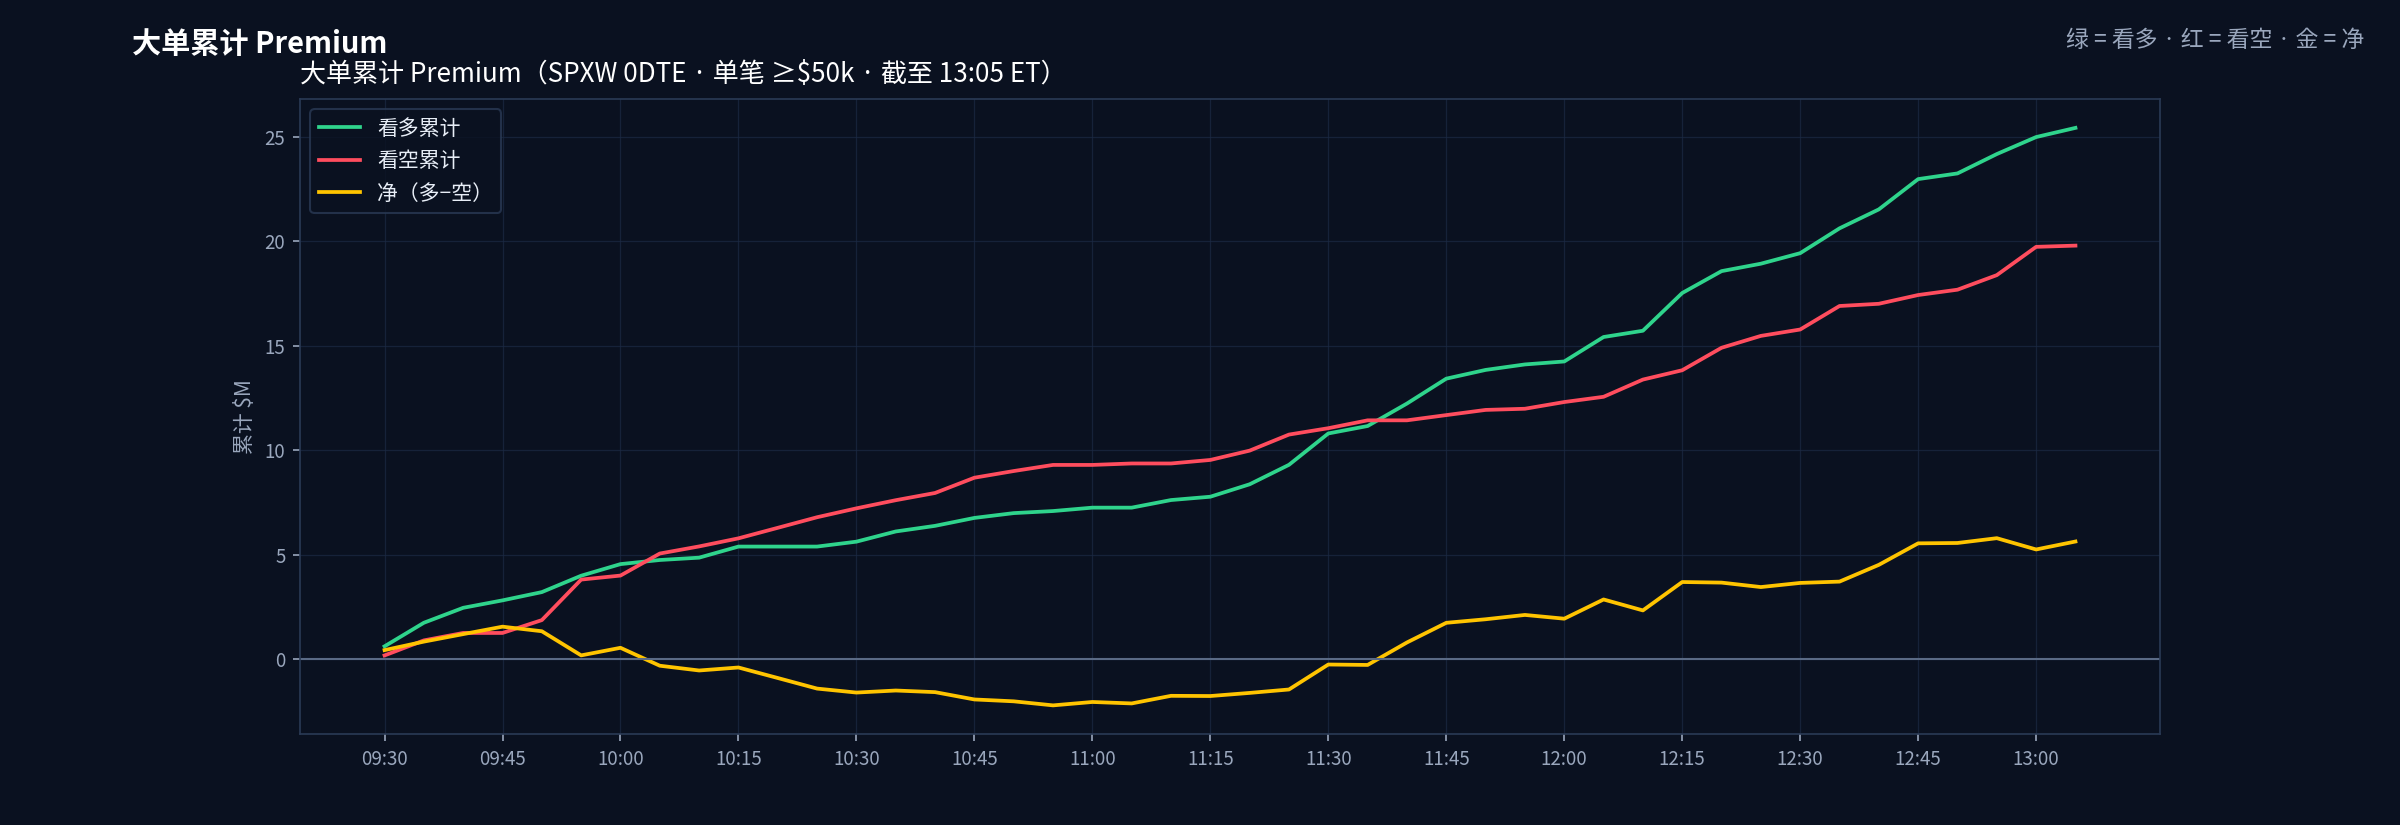 大单累计 Premium
绿 = 看多 · 红 = 看空 · 金 = 净
大单累计 Premium（SPXW 0DTE · 单笔 ≥$50k · 截至 13:05 ET）
看多累计
看空累计
净（多−空）
累计 $M
25
20
15
10
5
0
09:30 09:45 10:00 10:15 10:30 10:45 11:00 11:15 11:30 11:45 12:00 12:15 12:30 12:45 13:00